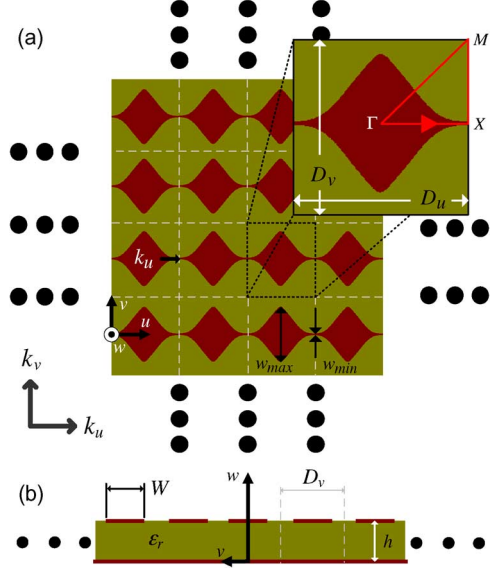 (a)
M
Γ
X
D_v
D_u
k_u
v
u
w
w_max
w_min
k_v
k_u
(b)
w
D_v
W
ε_r
h
v